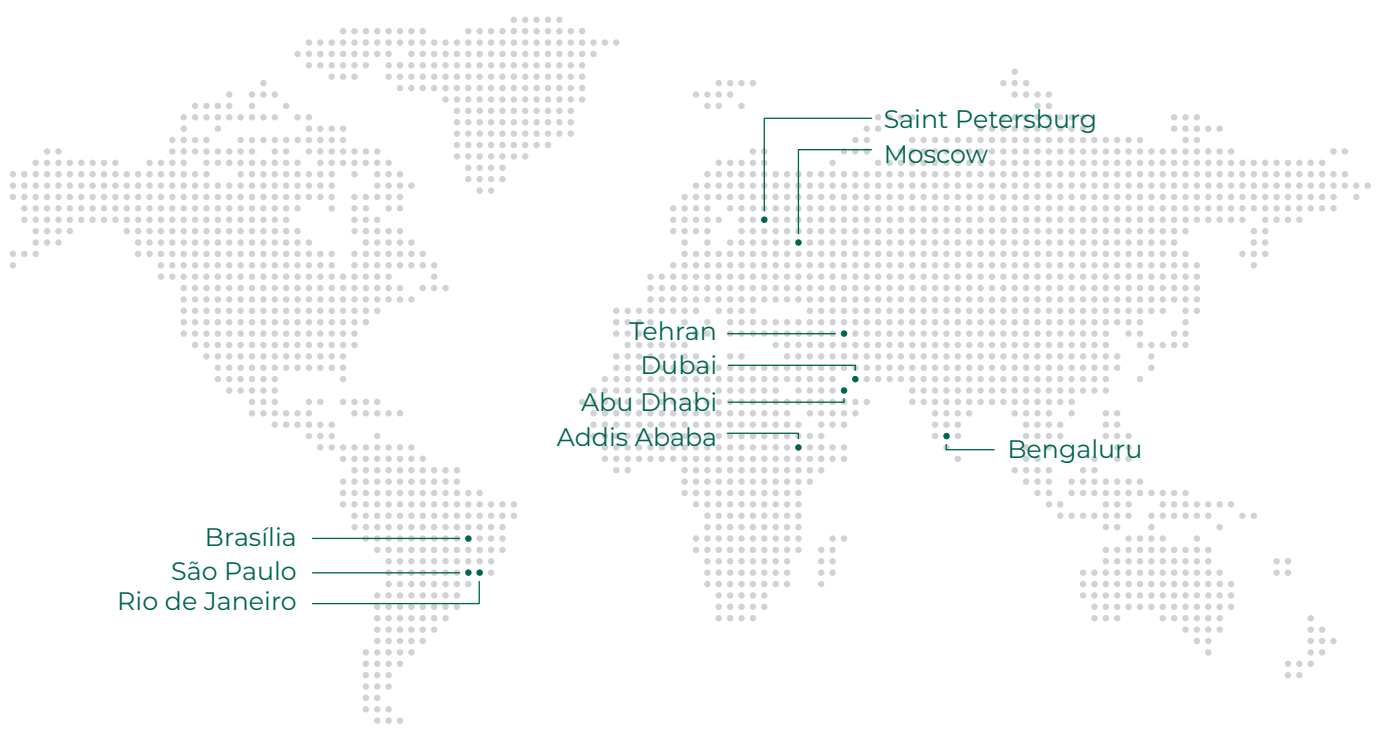 Saint Petersburg
Moscow
Tehran
Dubai
Abu Dhabi
Addis Ababa
Bengaluru
Brasília
São Paulo
Rio de Janeiro